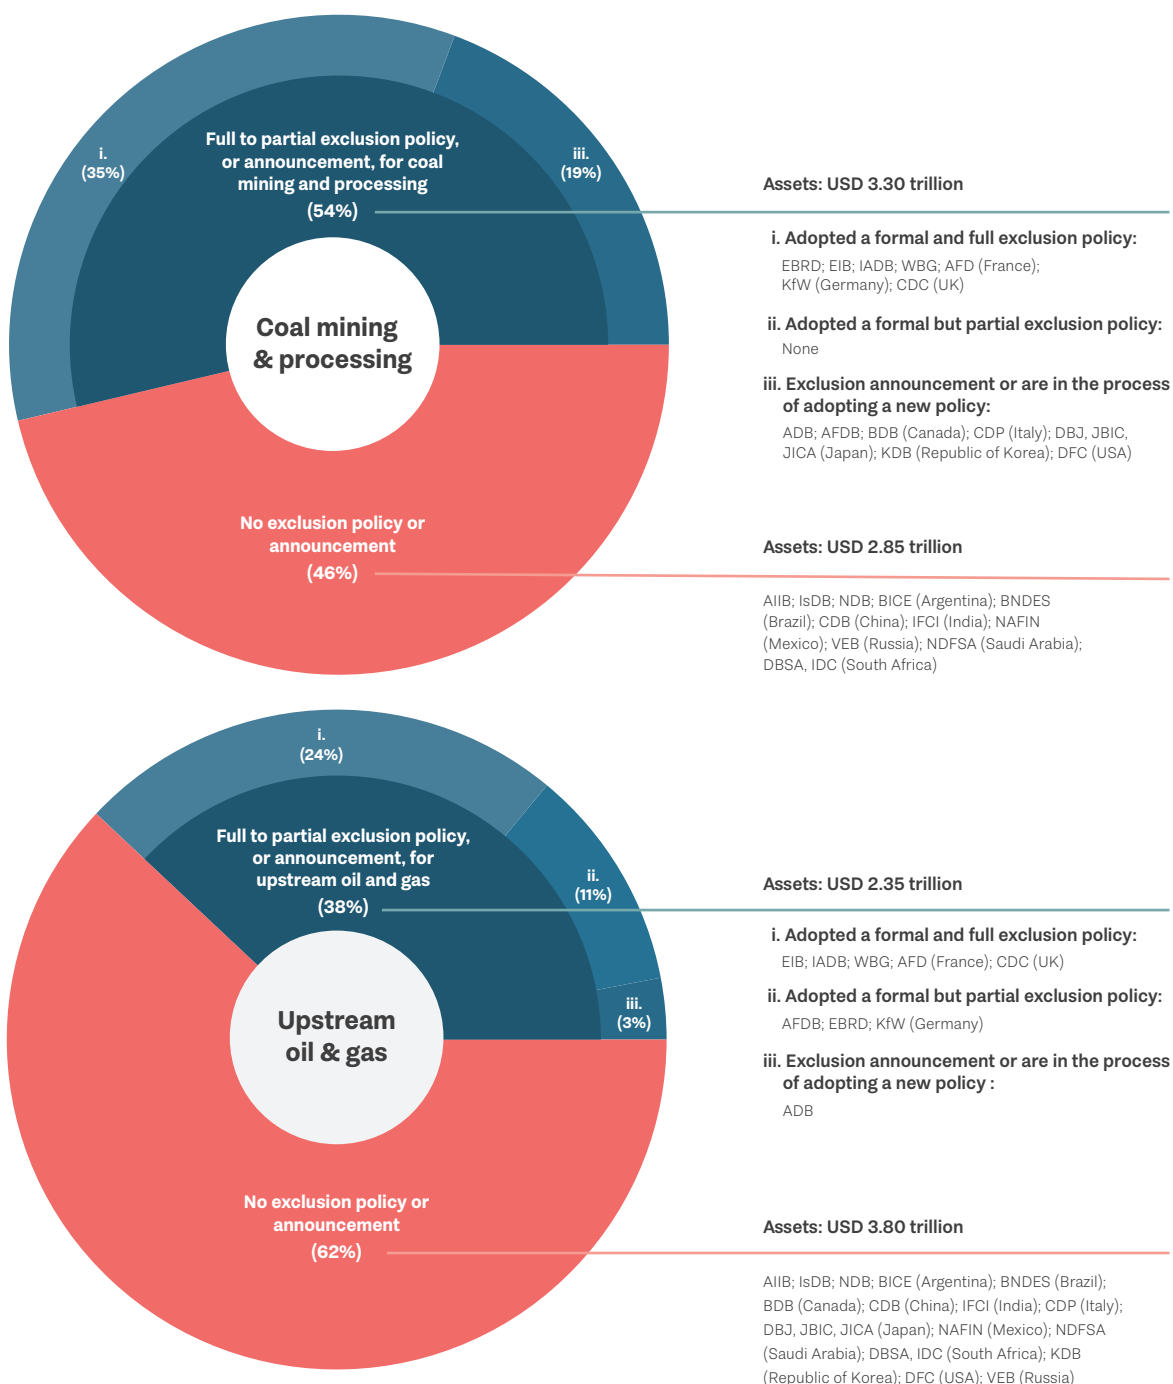 i.
(35%)
Full to partial exclusion policy,
or announcement, for coal
mining and processing
(54%)
iii.
(19%)
Coal mining
& processing
No exclusion policy or
announcement
(46%)
Assets: USD 3.30 trillion
i. Adopted a formal and full exclusion policy:
EBRD; EIB; IADB; WBG; AFD (France);
KfW (Germany); CDC (UK)
ii. Adopted a formal but partial exclusion policy:
None
iii. Exclusion announcement or are in the process
of adopting a new policy:
ADB; AFDB; BDB (Canada); CDP (Italy); DBJ, JBIC,
JICA (Japan); KDB (Republic of Korea); DFC (USA)
Assets: USD 2.85 trillion
AIIB; IsDB; NDB; BICE (Argentina); BNDES
(Brazil); CDB (China); IFCI (India); NAFIN
(Mexico); VEB (Russia); NDFSA (Saudi Arabia);
DBSA, IDC (South Africa)
i.
(24%)
Full to partial exclusion policy,
or announcement, for
upstream oil and gas
(38%)
ii.
(11%)
iii.
(3%)
Upstream
oil & gas
No exclusion policy or
announcement
(62%)
Assets: USD 2.35 trillion
i. Adopted a formal and full exclusion policy:
EIB; IADB; WBG; AFD (France); CDC (UK)
ii. Adopted a formal but partial exclusion policy:
AFDB; EBRD; KfW (Germany)
iii. Exclusion announcement or are in the process
of adopting a new policy :
ADB
Assets: USD 3.80 trillion
AIIB; IsDB; NDB; BICE (Argentina); BNDES (Brazil);
BDB (Canada); CDB (China); IFCI (India); CDP (Italy);
DBJ, JBIC, JICA (Japan); NAFIN (Mexico); NDFSA
(Saudi Arabia); DBSA, IDC (South Africa); KDB
(Republic of Korea); DFC (USA); VEB (Russia)